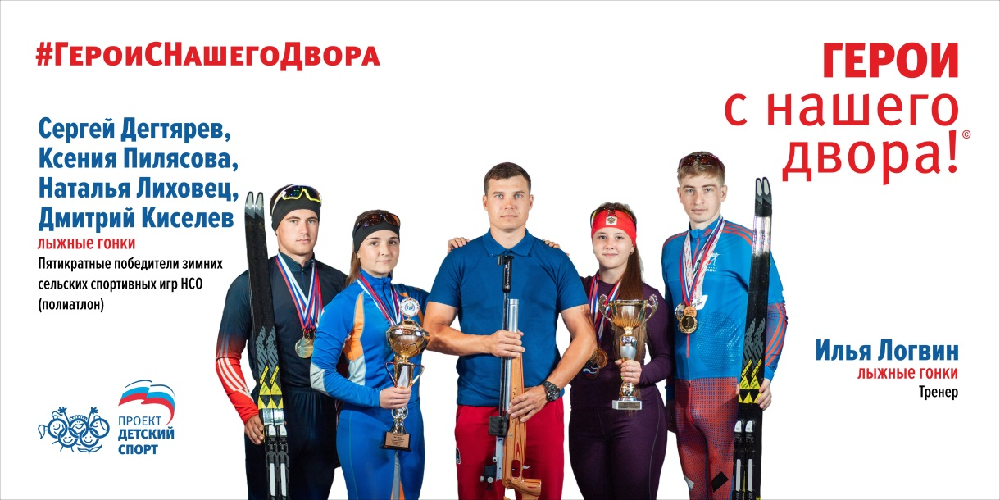 #ГероиСНашегоДвора
ГЕРОИ
с нашего
двора!©
Сергей Дегтярев,
Ксения Пилясова,
Наталья Лиховец,
Дмитрий Киселев
лыжные гонки
Пятикратные победители зимних
сельских спортивных игр НСО
(полиатлон)
Илья Логвин
лыжные гонки
Тренер
ПРОЕКТ
ДЕТСКИЙ
СПОРТ